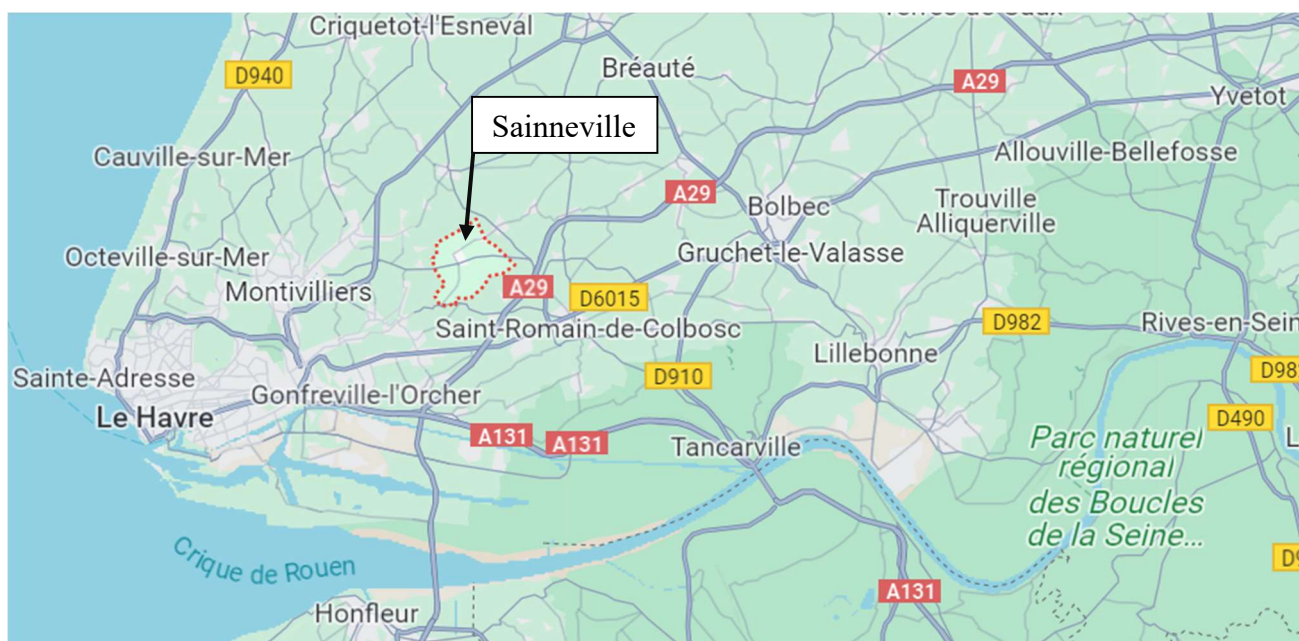 Criquetot-l'Esneval
D940
Bréauté
A29
Yvetot
Sainneville
Cauville-sur-Mer
Allouville-Bellefosse
A29
Bolbec
Trouville
Alliquerville
Octeville-sur-Mer
Gruchet-le-Valasse
Montivilliers
A29
D6015
Saint-Romain-de-Colbosc
D982
Rives-en-Sein
Lillebonne
Sainte-Adresse
D910
Gonfreville-l'Orcher
Le Havre
D490
A131
A131
Tancarville
Parc naturel
régional
des Boucles
de la Seine...
Crique de Rouen
A131
Honfleur